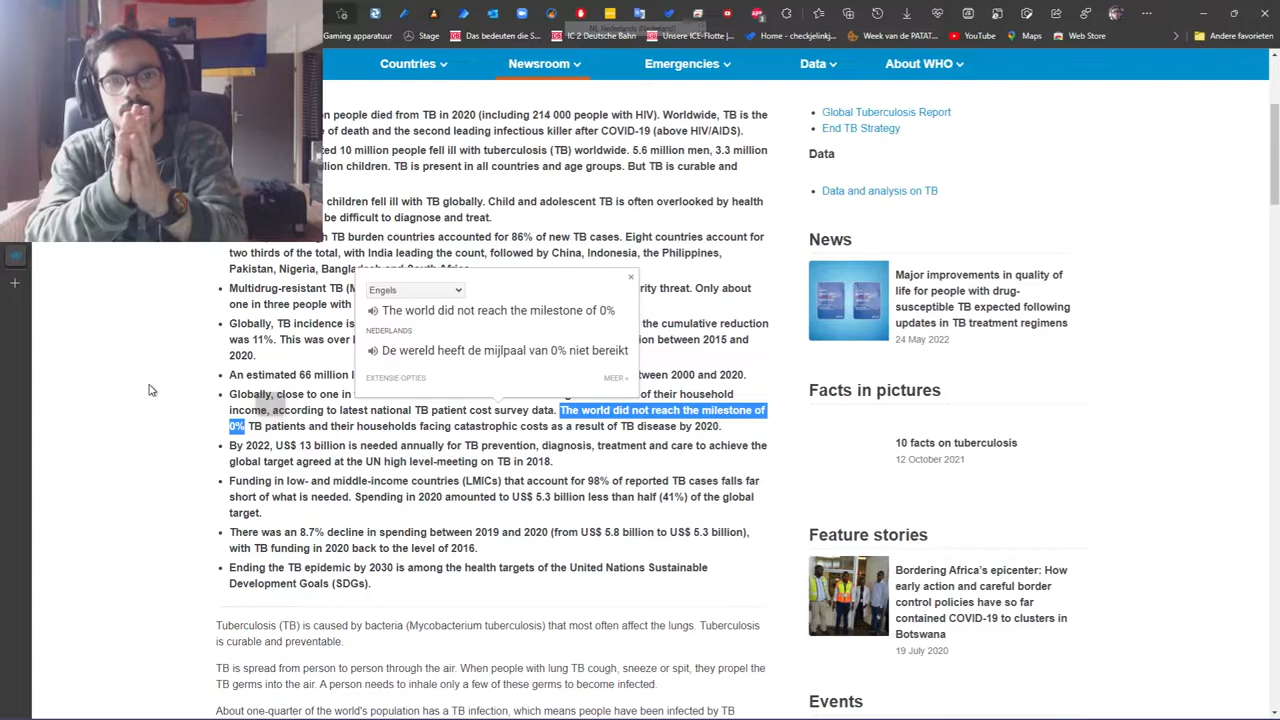 NL Nederlands (Nederland)
Gaming apparatuur
Stage
Das bedeuten die S...
IC 2 Deutsche Bahn
Unsere ICE-Flotte |...
Home - checkjelinkj...
Week van de PATAT...
YouTube
Maps
Web Store
Andere favorieten
Countries
Newsroom
Emergencies
Data
About WHO
n people died from TB in 2020 (including 214 000 people with HIV). Worldwide, TB is the
e of death and the second leading infectious killer after COVID-19 (above HIV/AIDS).
ted 10 million people fell ill with tuberculosis (TB) worldwide. 5.6 million men, 3.3 million
llion children. TB is present in all countries and age groups. But TB is curable and
children fell ill with TB globally. Child and adolescent TB is often overlooked by health
be difficult to diagnose and treat.
TB burden countries accounted for 86% of new TB cases. Eight countries account for
two thirds of the total, with India leading the count, followed by China, Indonesia, the Philippines,
Pakistan, Nigeria,
Multidrug-resistant TB
rity threat. Only about
one in three people with
Globally, TB incidence is
the cumulative reduction
was 11%. This was over
tion between 2015 and
2020.
An estimated 66 million
etween 2000 and 2020.
Globally, close to one in
of their household
income, according to latest national TB patient cost survey data. The world did not reach the milestone of
0% TB patients and their households facing catastrophic costs as a result of TB disease by 2020.
By 2022, US$ 13 billion is needed annually for TB prevention, diagnosis, treatment and care to achieve the
global target agreed at the UN high level-meeting on TB in 2018.
Funding in low- and middle-income countries (LMICs) that account for 98% of reported TB cases falls far
short of what is needed. Spending in 2020 amounted to US$ 5.3 billion less than half (41%) of the global
target.
There was an 8.7% decline in spending between 2019 and 2020 (from US$ 5.8 billion to US$ 5.3 billion),
with TB funding in 2020 back to the level of 2016.
Ending the TB epidemic by 2030 is among the health targets of the United Nations Sustainable
Development Goals (SDGs).
Tuberculosis (TB) is caused by bacteria (Mycobacterium tuberculosis) that most often affect the lungs. Tuberculosis
is curable and preventable.
TB is spread from person to person through the air. When people with lung TB cough, sneeze or spit, they propel the
TB germs into the air. A person needs to inhale only a few of these germs to become infected.
About one-quarter of the world's population has a TB infection, which means people have been infected by TB
Engels
The world did not reach the milestone of 0%
NEDERLANDS
De wereld heeft de mijlpaal van 0% niet bereikt
EXTENSIE-OPTIES
MEER »
Global Tuberculosis Report
End TB Strategy
Data
Data and analysis on TB
News
Major improvements in quality of
life for people with drug-
susceptible TB expected following
updates in TB treatment regimens
24 May 2022
Facts in pictures
10 facts on tuberculosis
12 October 2021
Feature stories
Bordering Africa's epicenter: How
early action and careful border
control policies have so far
contained COVID-19 to clusters in
Botswana
19 July 2020
Events